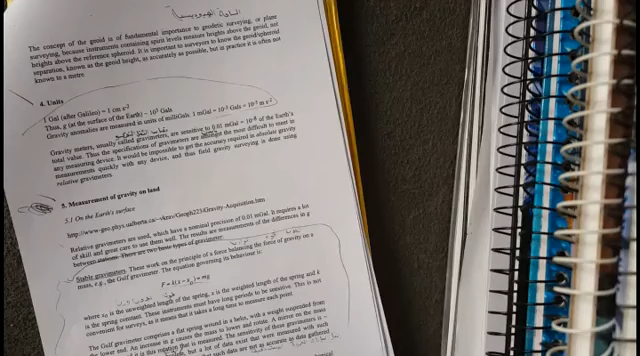 The concept of the geoid is of fundamental importance to geodetic surveying, or plane
surveying, because instruments containing spirit levels measure heights above the geoid, not
heights above the reference spheroid. It is important to surveyors to know the geoid/spheroid
separation, known as the geoid height, as accurately as possible, but in practice it is often not
known to a metre.
4. Units
1 Gal (after Galileo) = 1 cm s⁻²
Thus, g (at the surface of the Earth) ~ 10³ Gals
Gravity anomalies are measured in units of milliGals. 1 mGal = 10⁻³ Gals = 10⁻⁵ m s⁻²
Gravity meters, usually called gravimeters, are sensitive to 0.01 mGal = 10⁻⁸ of the Earth's
total value. Thus the specifications of gravimeters are amongst the most difficult to meet in
any measuring device. It would be impossible to get the accuracy required in absolute gravity
measurements quickly with any device, and thus field gravity surveying is done using
relative gravimeters.
5. Measurement of gravity on land
3.1 On the Earth's surface
Relative gravimeters are used, which have a nominal precision of 0.01 mGal. It requires a lot
of skill and great care to use them well. The results are measurements of the differences in g
between stations. There are two basic types of gravimeter:
Stable gravimeters. These work on the principle of a force balancing the force of gravity on a
mass, e.g., the Gulf gravimeter. The equation governing its behaviour is:
F = k(s − x₀) = mg
where x₀ is the unweighted length of the spring, s is the weighted length of the spring and k
is the spring constant. These instruments must have long periods to be sensitive. This is not
convenient for surveys, as it means that it takes a long time to measure each point.
The Gulf gravimeter comprises a flat spring wound in a helix, with a weight suspended from
the lower end. An increase in g causes the mass to lower and rotate. A mirror on the mass